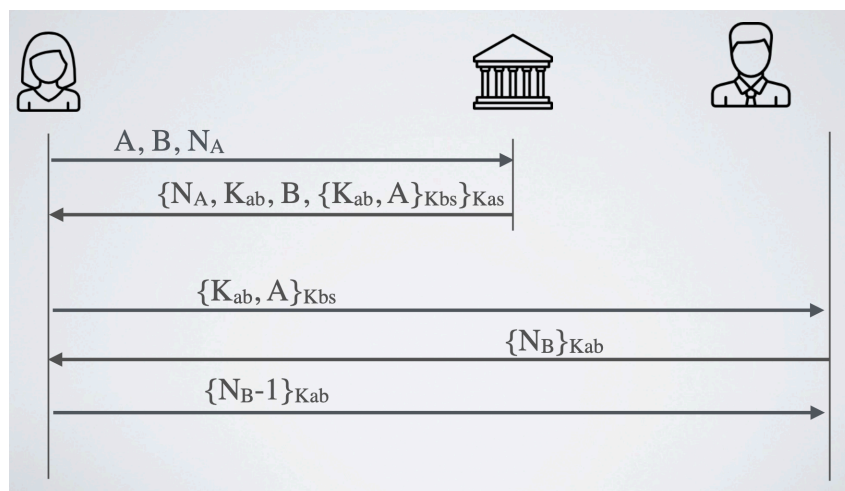 A, B, N_A
{N_A, K_ab, B, {K_ab, A}_Kbs}_Kas
{K_ab, A}_Kbs
{N_B}_Kab
{N_B-1}_Kab